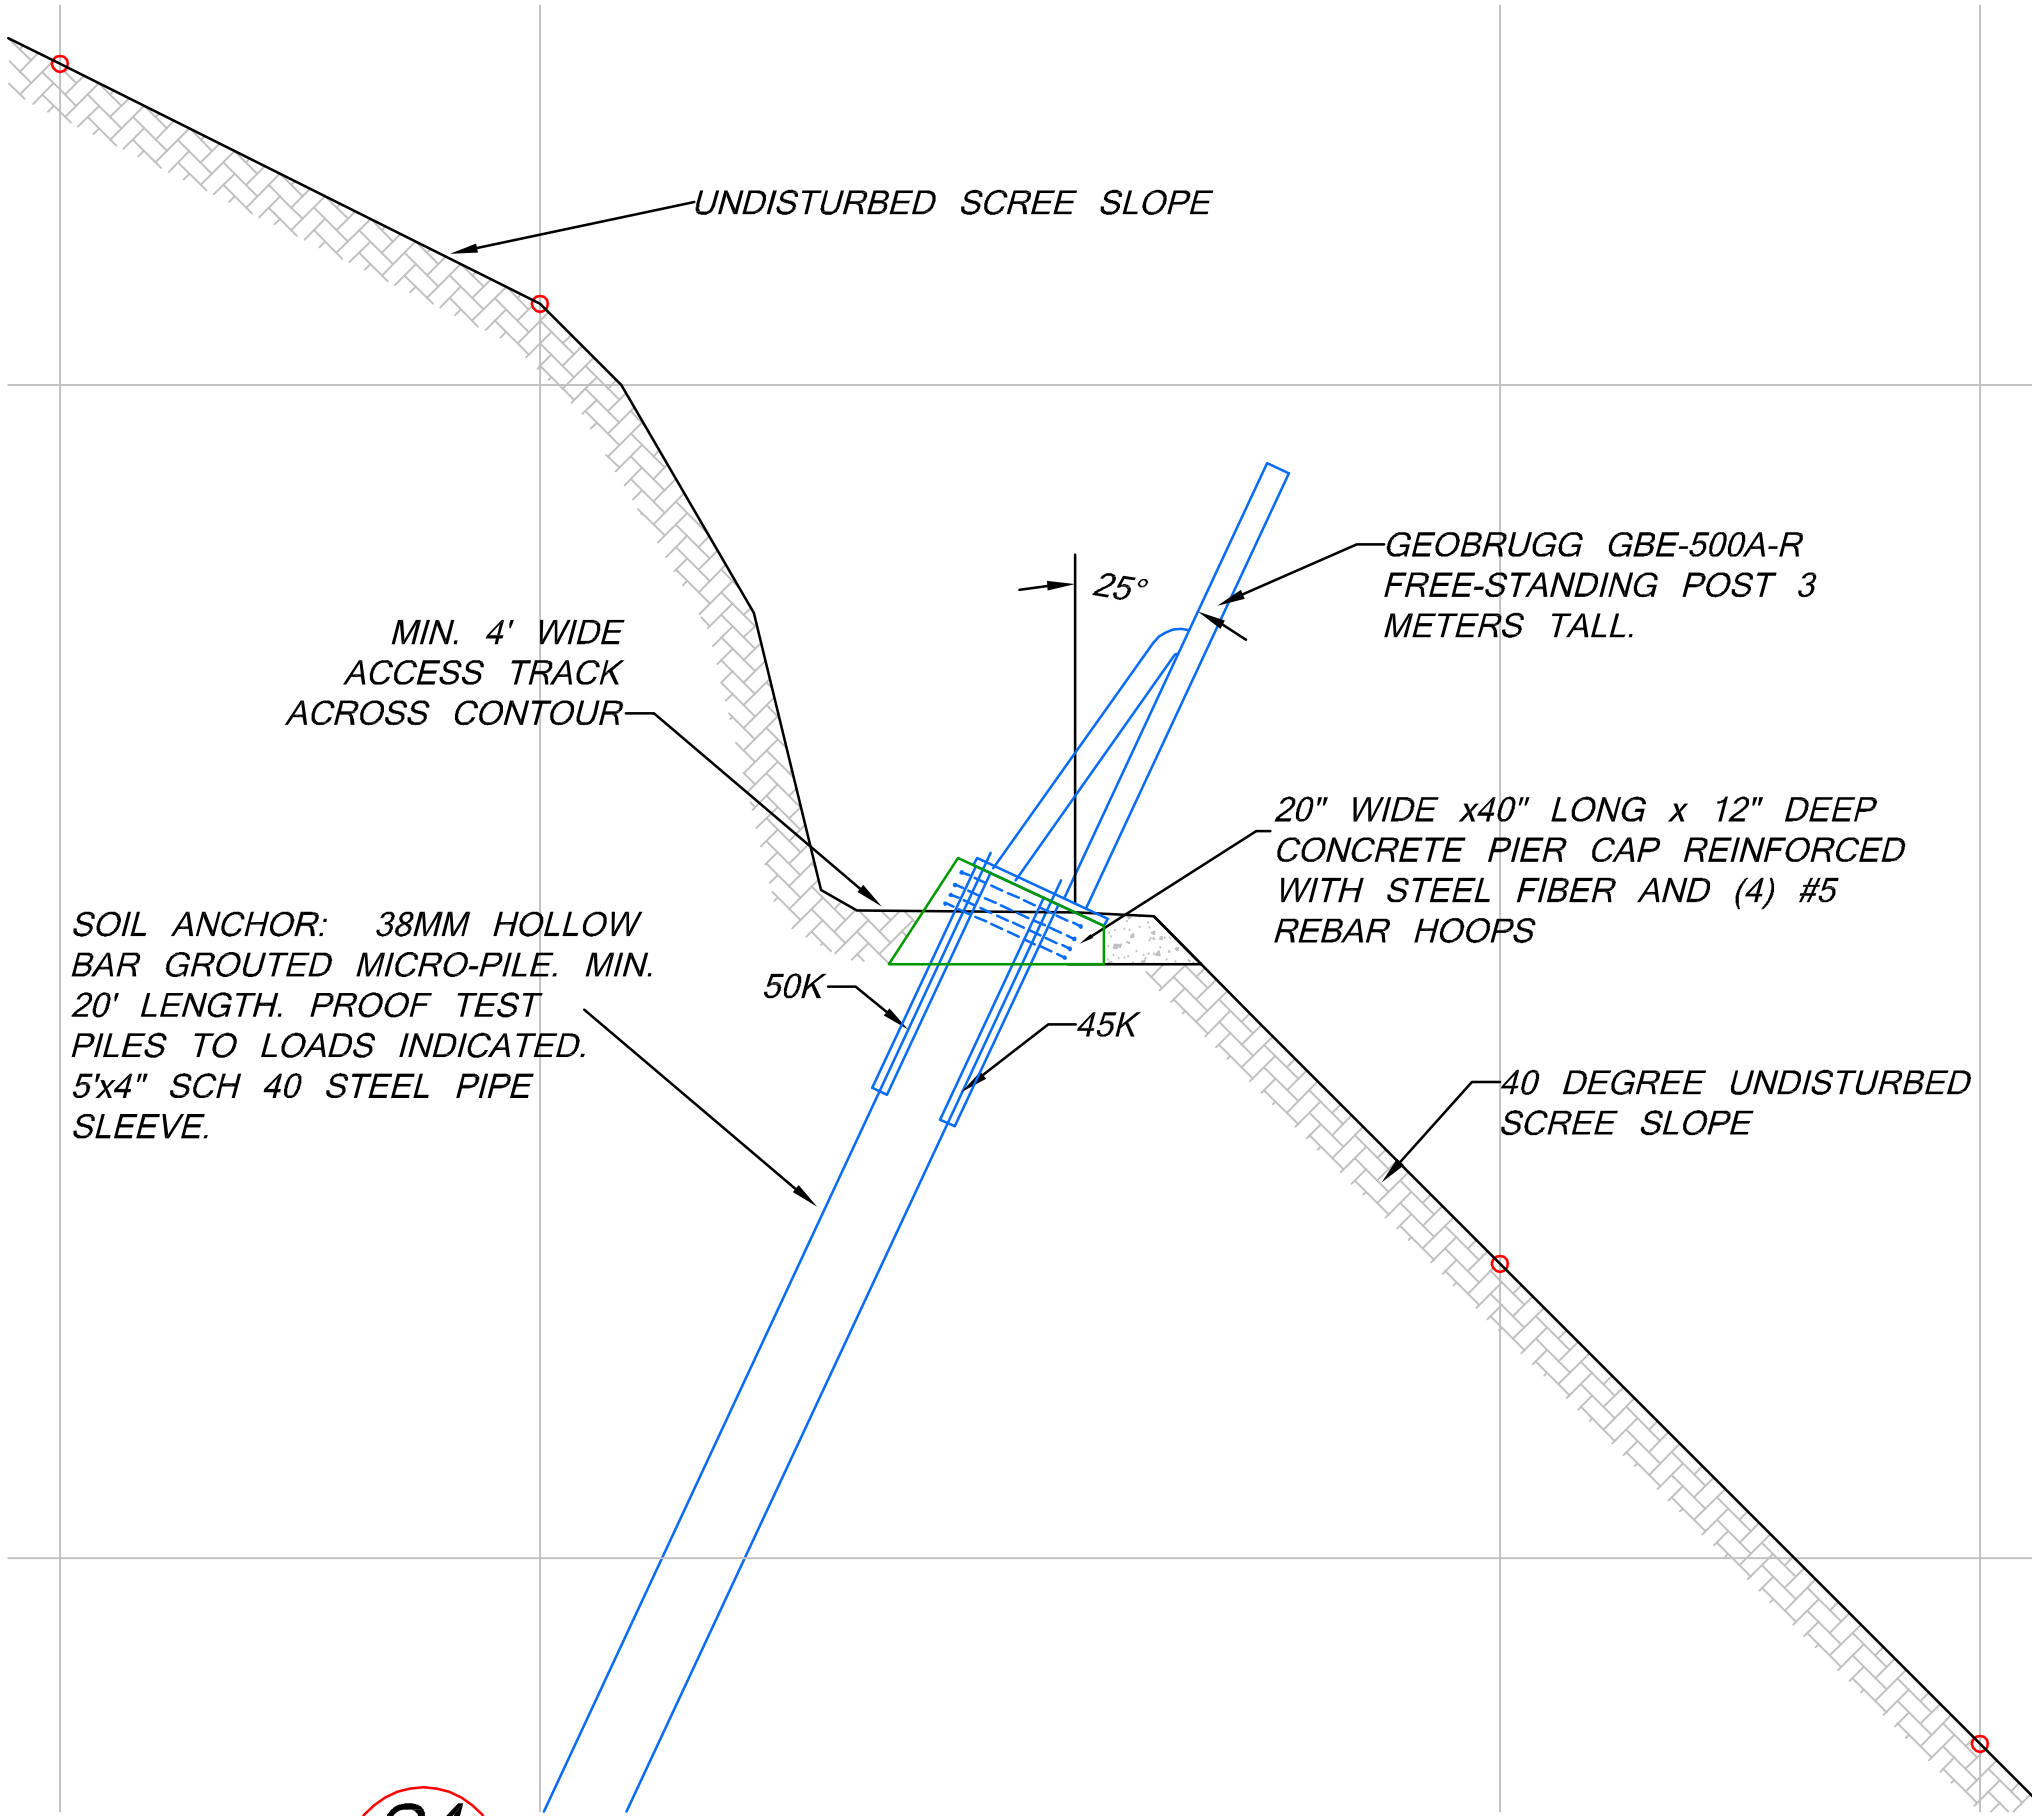 UNDISTURBED SCREE SLOPE
GEOBRUGG GBE-500A-R
FREE-STANDING POST 3
METERS TALL.
25°
MIN. 4' WIDE
ACCESS TRACK
ACROSS CONTOUR
20" WIDE x40" LONG x 12" DEEP
CONCRETE PIER CAP REINFORCED
WITH STEEL FIBER AND (4) #5
REBAR HOOPS
SOIL ANCHOR: 38MM HOLLOW
BAR GROUTED MICRO-PILE. MIN.
20' LENGTH. PROOF TEST
PILES TO LOADS INDICATED.
5'x4" SCH 40 STEEL PIPE
SLEEVE.
50K
45K
40 DEGREE UNDISTURBED
SCREE SLOPE